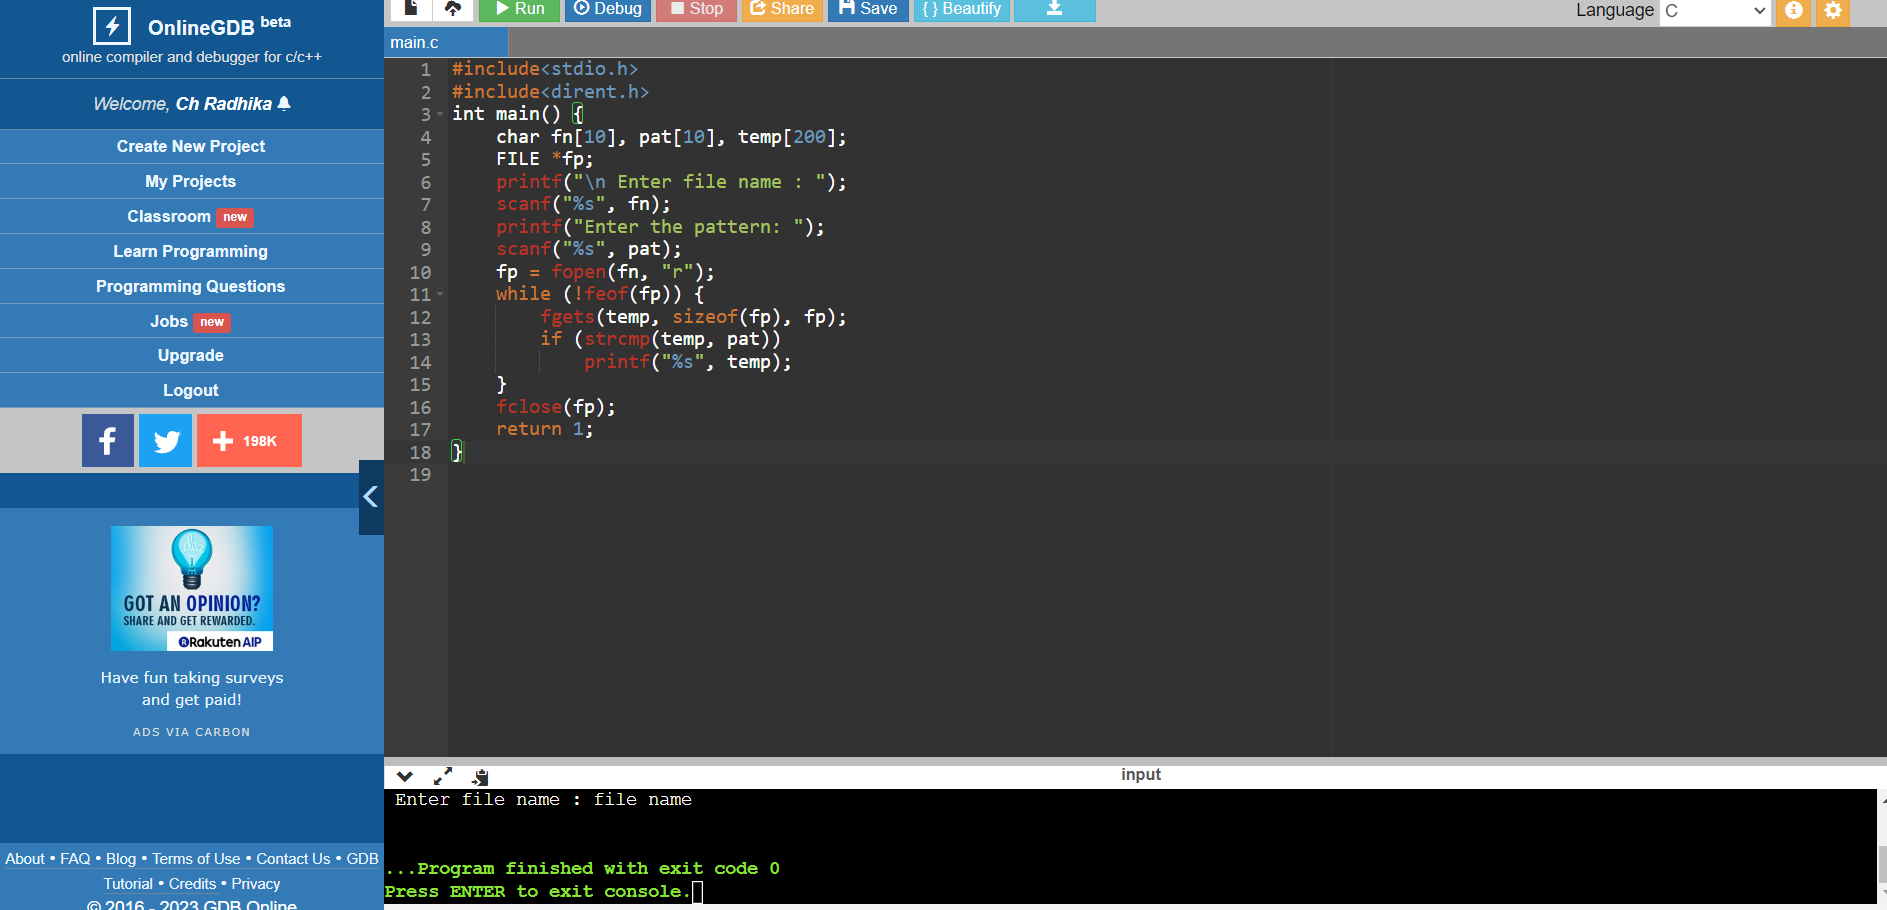 OnlineGDB beta
online compiler and debugger for c/c++
Welcome, Ch Radhika
Create New Project
My Projects
Classroom new
Learn Programming
Programming Questions
Jobs new
Upgrade
Logout
f
+ 198K
idea
GOT AN OPINION?
SHARE AND GET REWARDED.
Rakuten AIP
Have fun taking surveys
and get paid!
ADS VIA CARBON
About • FAQ • Blog • Terms of Use • Contact Us • GDB
Tutorial • Credits • Privacy
© 2016 - 2023 GDB Online
Run Debug Stop Share Save { } Beautify
Language C
main.c
1 #include<stdio.h>
2 #include<dirent.h>
3 int main() {
4 char fn[10], pat[10], temp[200];
5 FILE *fp;
6 printf("\n Enter file name : ");
7 scanf("%s", fn);
8 printf("Enter the pattern: ");
9 scanf("%s", pat);
10 fp = fopen(fn, "r");
11 while (!feof(fp)) {
12 fgets(temp, sizeof(fp), fp);
13 if (strcmp(temp, pat))
14 printf("%s", temp);
15 }
16 fclose(fp);
17 return 1;
18 }
19
input
Enter file name : file name
...Program finished with exit code 0
Press ENTER to exit console.